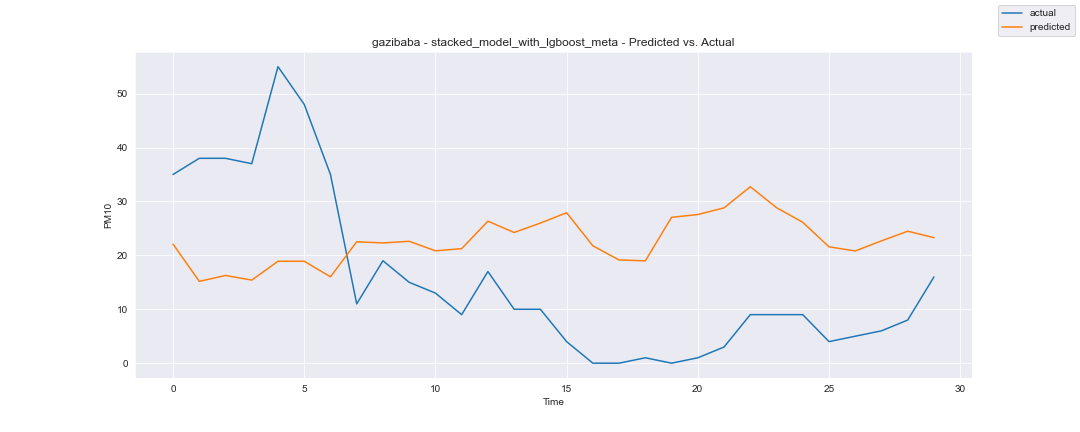 actual
predicted
gazibaba - stacked_model_with_lgboost_meta - Predicted vs. Actual
PM10
50
40
30
20
10
0
0 5 10 15 20 25 30
Time